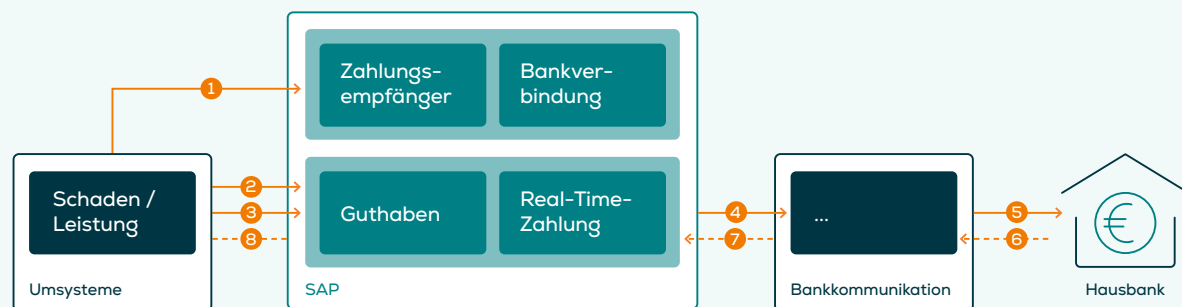 Zahlungs-
empfänger
Bankver-
bindung
1
Schaden /
Leistung
2
3
8
Guthaben
Real-Time-
Zahlung
4
7
...
5
6
€
Umsysteme
SAP
Bankkommunikation
Hausbank